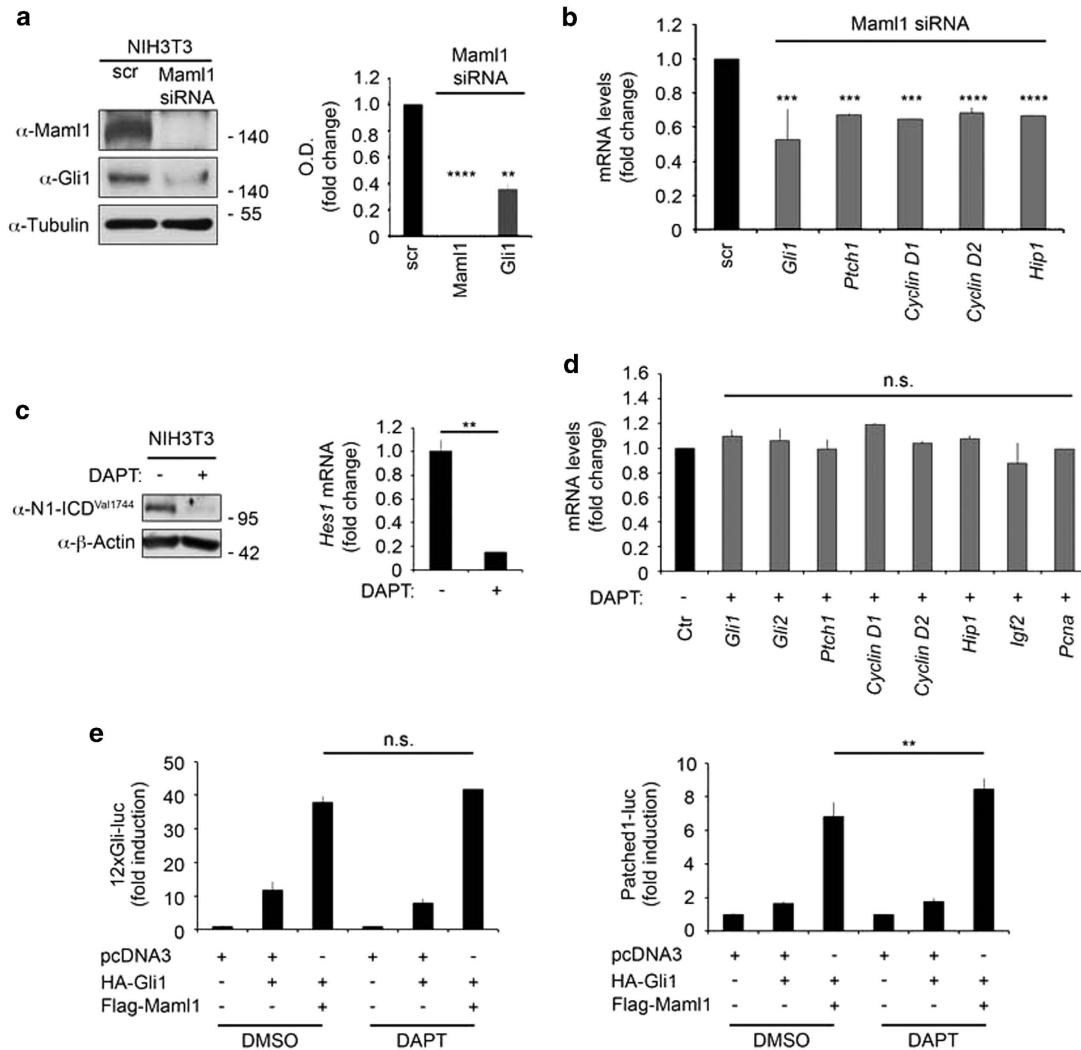 a
NIH3T3
scr Maml1 siRNA
α-Maml1 - 140
α-Gli1 - 140
- 55
α-Tubulin
O.D. (fold change)
1.2
1.0
0.8
0.6
0.4
0.2
0
Maml1 siRNA
**** **
scr Maml1 Gli1
b
mRNA levels (fold change)
1.2
1.0
0.8
0.6
0.4
0.2
0.0
Maml1 siRNA
*** *** *** **** ****
scr Gli1 Ptch1 Cyclin D1 Cyclin D2 Hip1
c
NIH3T3
DAPT: - +
α-N1-ICDVal1744 - 95
α-β-Actin - 42
Hes1 mRNA (fold change)
1.2
1.0
0.8
0.6
0.4
0.2
0
**
DAPT: - +
d
mRNA levels (fold change)
1.6
1.4
1.2
1.0
0.8
0.6
0.4
0.2
0
n.s.
DAPT: - + + + + + + + +
Ctr Gli1 Gli2 Ptch1 Cyclin D1 Cyclin D2 Hip1 Igf2 Pcna
e
12xGli-luc (fold induction)
50
40
30
20
10
0
n.s.
pcDNA3 + + - + + -
HA-Gli1 - + + - + +
Flag-Maml1 - - + - - +
DMSO DAPT
Patched1-luc (fold induction)
10
8
6
4
2
0
**
pcDNA3 + + - + + -
HA-Gli1 - + + - + +
Flag-Maml1 - - + - - +
DMSO DAPT